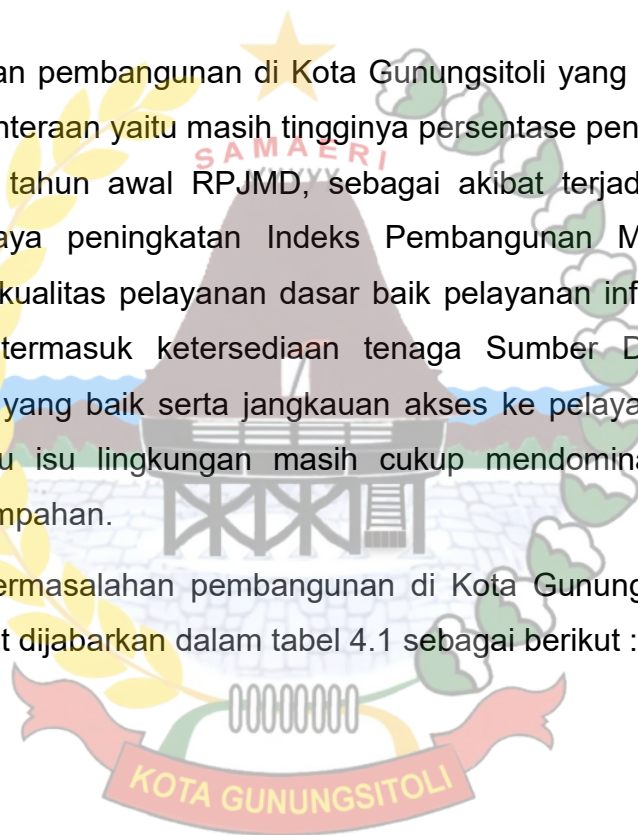 an pembangunan di Kota Gunungsitoli yang
nteraan yaitu masih tingginya persentase pen
SAMAERI
tahun awal RPJMD, sebagai akibat terjad
aya peningkatan Indeks Pembangunan M
kualitas pelayanan dasar baik pelayanan inf
termasuk ketersediaan tenaga Sumber D
yang baik serta jangkauan akses ke pelaya
u isu lingkungan masih cukup mendomina
mpahan.
ermasalahan pembangunan di Kota Gunung
t dijabarkan dalam tabel 4.1 sebagai berikut :
KOTA GUNUNGSITOLI